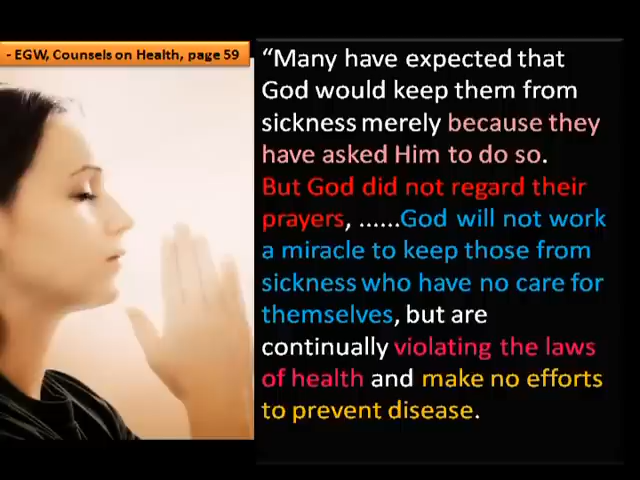 - EGW, Counsels on Health, page 59
“Many have expected that
God would keep them from
sickness merely because they
have asked Him to do so.
But God did not regard their
prayers, ......God will not work
a miracle to keep those from
sickness who have no care for
themselves, but are
continually violating the laws
of health and make no efforts
to prevent disease.